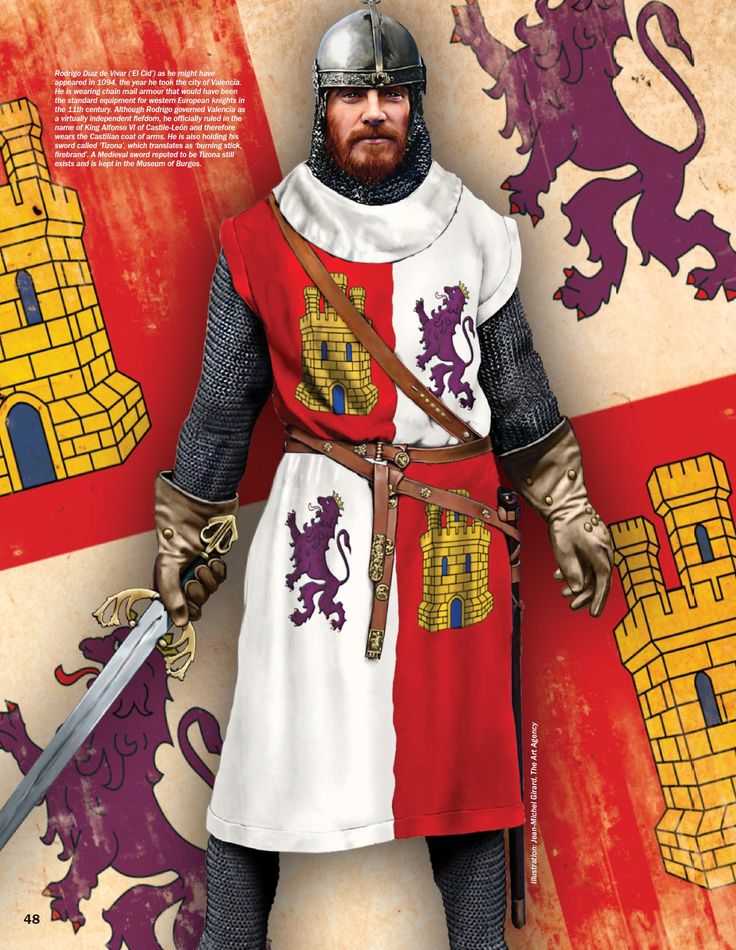 Rodrigo Díaz de Vivar ('El Cid') as he might have
appeared in 1094, the year he took the city of Valencia.
He is wearing chain mail armour that would have been
the standard equipment for western European knights in
the 11th century. Although Rodrigo governed Valencia as
a virtually independent fiefdom, he officially ruled in the
name of King Alfonso VI of Castile-León and therefore
wears the Castilian coat of arms. He is also holding his
sword called 'Tizona', which translates as 'burning stick,
firebrand'. A Medieval sword reputed to be Tizona still
exists and is kept in the Museum of Burgos.
Illustration: Jean-Michel Girard, The Art Agency
48